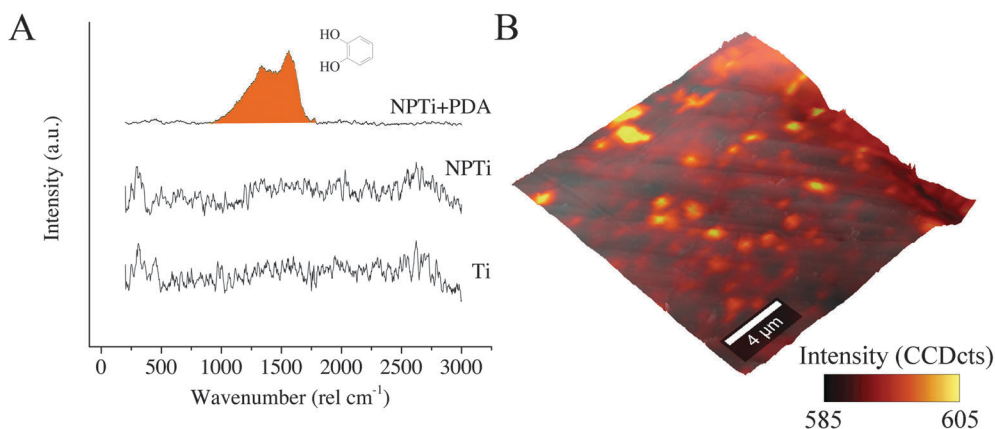 A
HO
HO
NPTi+PDA
NPTi
Ti
Intensity (a.u.)
0 500 1000 1500 2000 2500 3000
Wavenumber (rel cm⁻¹)
B
4 µm
Intensity (CCDcts)
585 605